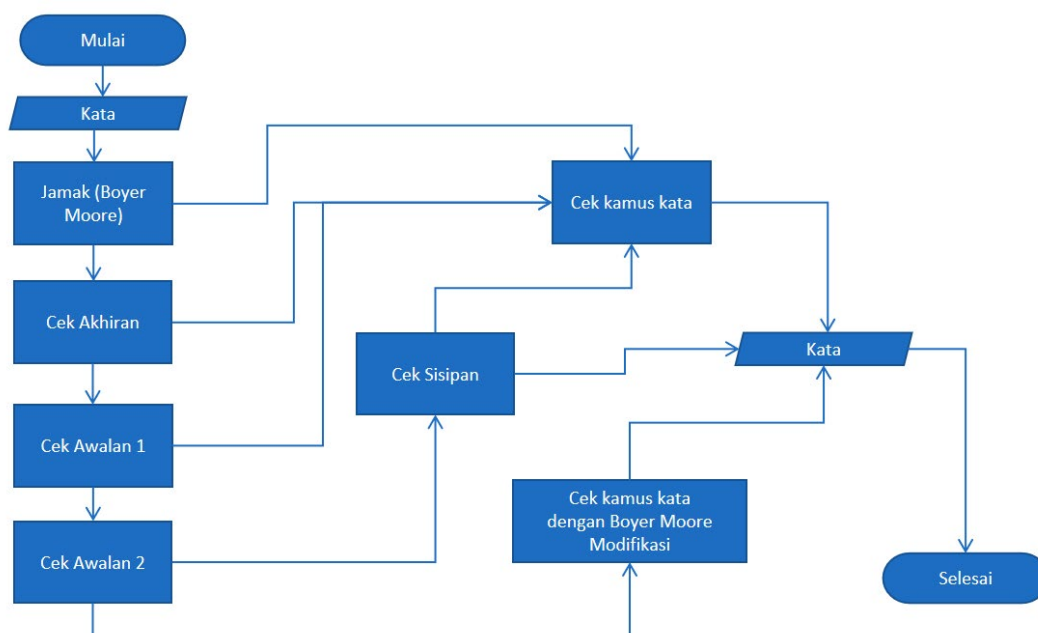 Mulai
Kata
Jamak (Boyer
Moore)
Cek Akhiran
Cek Awalan 1
Cek Awalan 2
Cek Sisipan
Cek kamus kata
Kata
Cek kamus kata
dengan Boyer Moore
Modifikasi
Selesai